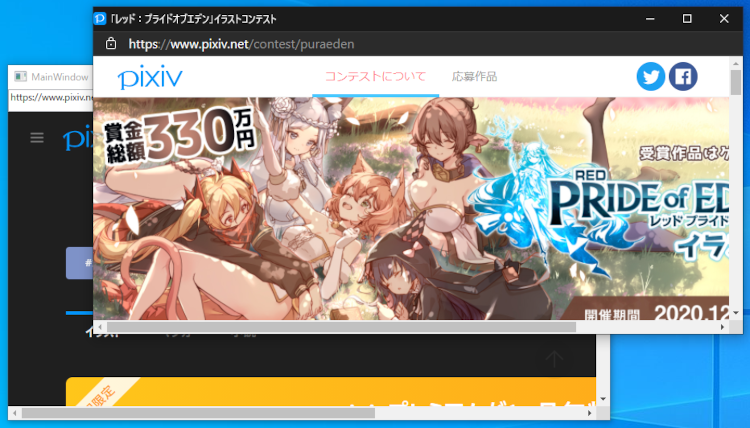 「レッド：プライドオブエデン」イラストコンテスト
https://www.pixiv.net/contest/puraeden
MainWindow
https://www.pixiv.ne
pixiv
コンテストについて
応募作品
賞金総額330万円
受賞作品は
RED
PRIDE of ED
レッド プライド
イラ
開催期間 2020.12
#
限定